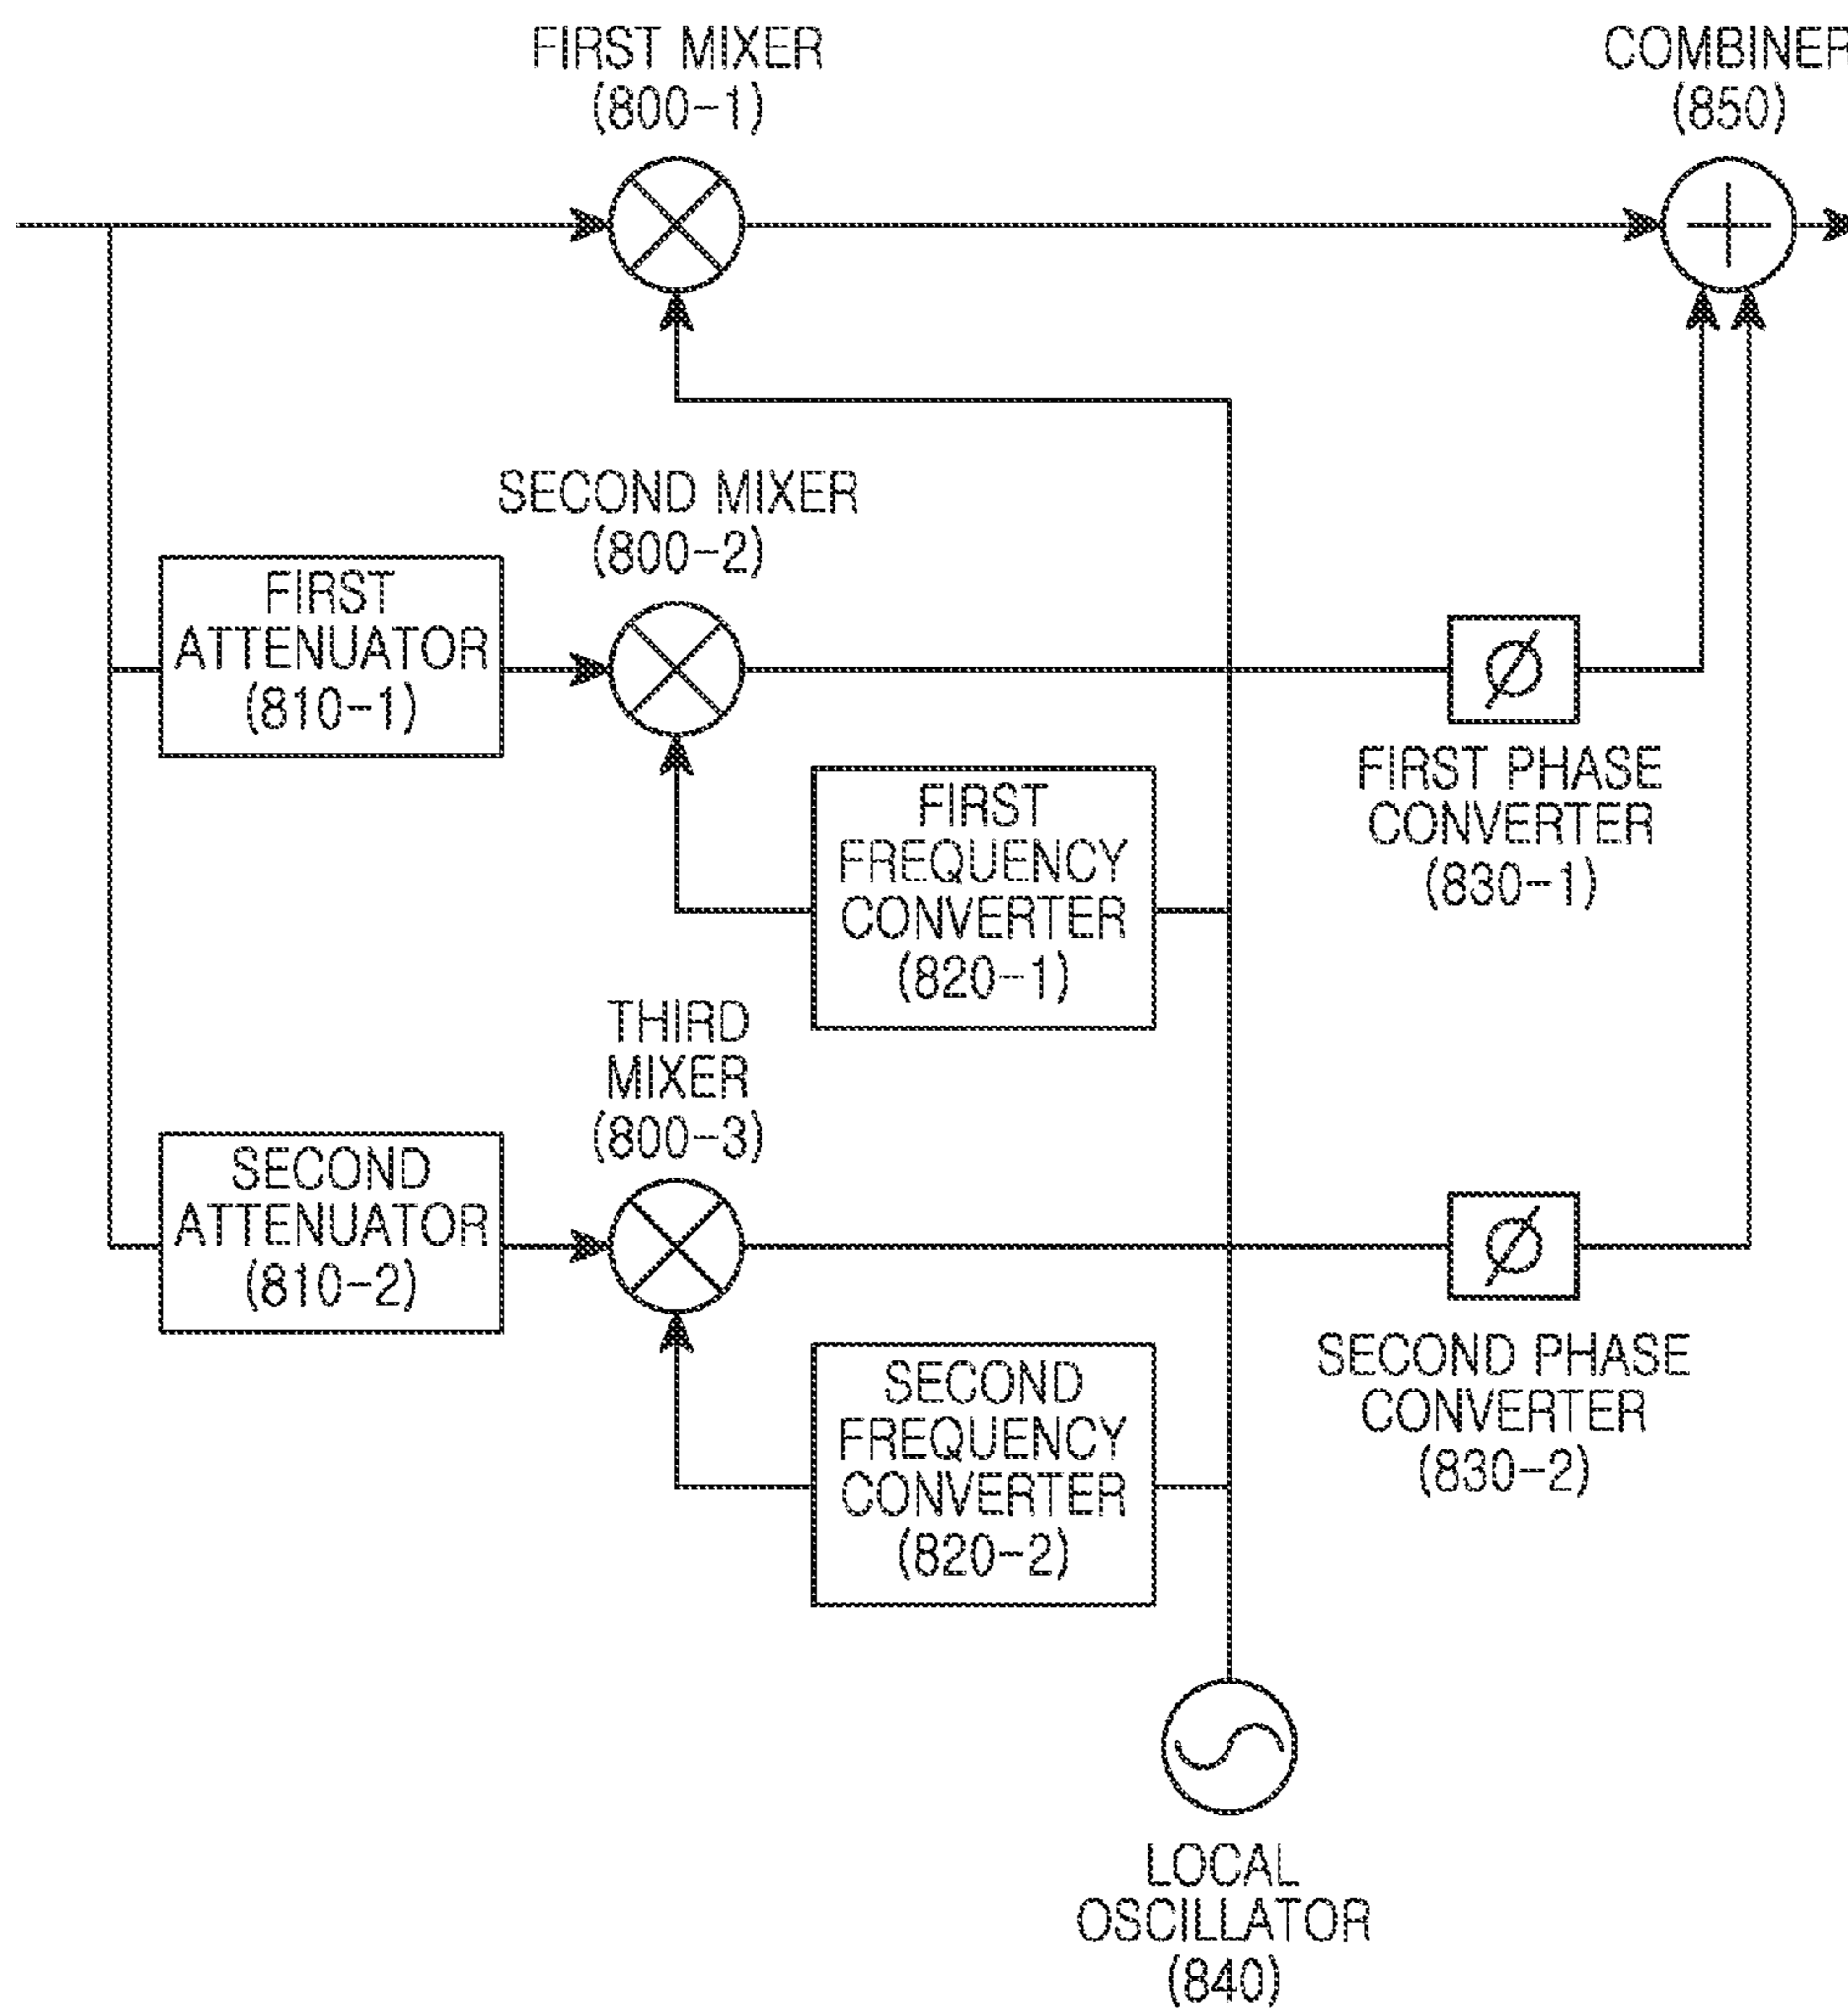 FIRST MIXER
(800-1)
COMBINER
(850)
SECOND MIXER
(800-2)
FIRST
ATTENUATOR
(810-1)
FIRST PHASE
CONVERTER
(830-1)
FIRST
FREQUENCY
CONVERTER
(820-1)
THIRD
MIXER
(800-3)
SECOND
ATTENUATOR
(810-2)
SECOND PHASE
CONVERTER
(830-2)
SECOND
FREQUENCY
CONVERTER
(820-2)
LOCAL
OSCILLATOR
(840)